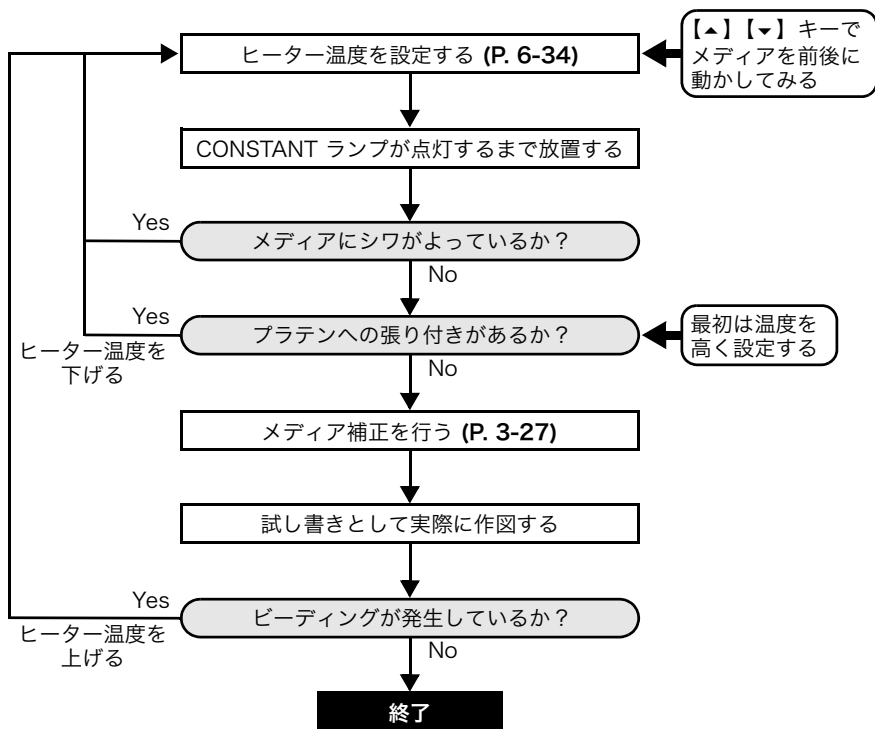 ヒーター温度を設定する (P. 6-34)
【▲】【▼】キーで
メディアを前後に
動かしてみる
CONSTANT ランプが点灯するまで放置する
Yes
メディアにシワがよっているか？
No
Yes
プラテンへの張り付きがあるか？
最初は温度を
高く設定する
ヒーター温度を
下げる
No
メディア補正を行う (P. 3-27)
試し書きとして実際に作図する
Yes
ビーディングが発生しているか？
ヒーター温度を
上げる
No
終了